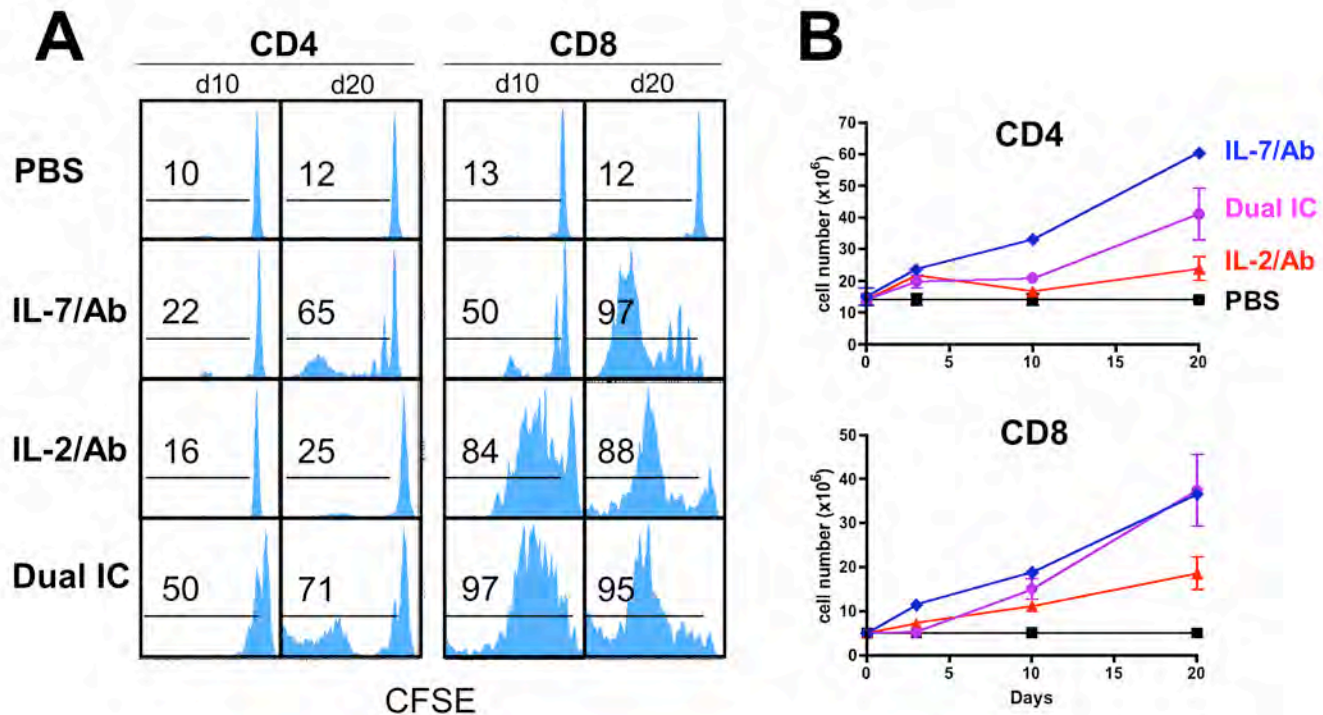 A
B
CD4 CD8
d10 d20 d10 d20
PBS 10 12 13 12
IL-7/Ab 22 65 50 97
IL-2/Ab 16 25 84 88
Dual IC 50 71 97 95
CFSE
CD4
cell number (x10⁶)
70
60
50
40
30
20
10
0
0 5 10 15 20
IL-7/Ab
Dual IC
IL-2/Ab
PBS
CD8
cell number (x10⁶)
50
40
30
20
10
0
0 5 10 15 20
Days